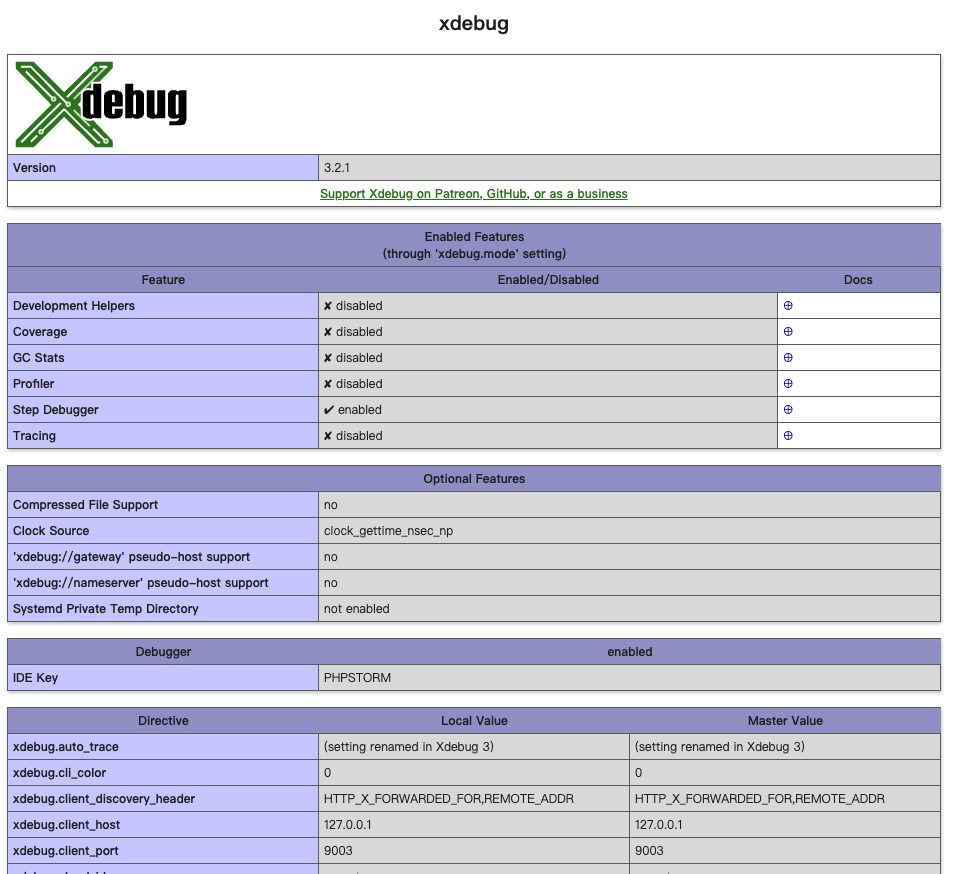 xdebug
Xdebug
Version 3.2.1
Support Xdebug on Patreon, GitHub, or as a business
Enabled Features
(through 'xdebug.mode' setting)
Feature Enabled/Disabled Docs
Development Helpers ✘ disabled ⊕
Coverage ✘ disabled ⊕
GC Stats ✘ disabled ⊕
Profiler ✘ disabled ⊕
Step Debugger ✔ enabled ⊕
Tracing ✘ disabled ⊕
Optional Features
Compressed File Support no
Clock Source clock_gettime_nsec_np
'xdebug://gateway' pseudo-host support no
'xdebug://nameserver' pseudo-host support no
Systemd Private Temp Directory not enabled
Debugger enabled
IDE Key PHPSTORM
Directive Local Value Master Value
xdebug.auto_trace (setting renamed in Xdebug 3) (setting renamed in Xdebug 3)
xdebug.cli_color 0 0
xdebug.client_discovery_header HTTP_X_FORWARDED_FOR,REMOTE_ADDR HTTP_X_FORWARDED_FOR,REMOTE_ADDR
xdebug.client_host 127.0.0.1 127.0.0.1
xdebug.client_port 9003 9003